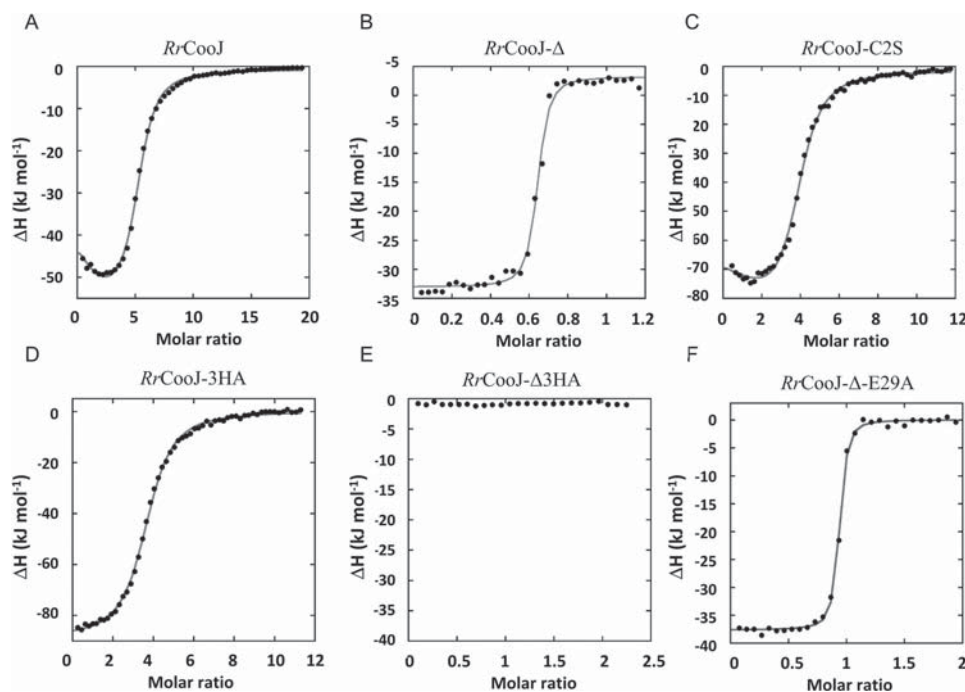 A
RrCooJ
0
-10
-20
-30
-40
-50
ΔH (kJ mol-1)
0 5 10 15 20
Molar ratio
B
RrCooJ-Δ
-5
0
-5
-10
-15
-20
-25
-30
-35
ΔH (kJ mol-1)
0 0.2 0.4 0.6 0.8 1.0 1.2
Molar ratio
C
RrCooJ-C2S
0
-10
-20
-30
-40
-50
-60
-70
-80
ΔH (kJ mol-1)
0 2 4 6 8 10 12
Molar ratio
D
RrCooJ-3HA
0
-20
-40
-60
-80
ΔH (kJ mol-1)
0 2 4 6 8 10 12
Molar ratio
E
RrCooJ-Δ3HA
0
-5
-10
-15
-20
-25
-30
-35
-40
ΔH (kJ mol-1)
0 0.5 1 1.5 2 2.5
Molar ratio
F
RrCooJ-Δ-E29A
0
-5
-10
-15
-20
-25
-30
-35
-40
ΔH (kJ mol-1)
0 0.5 1 1.5 2
Molar ratio